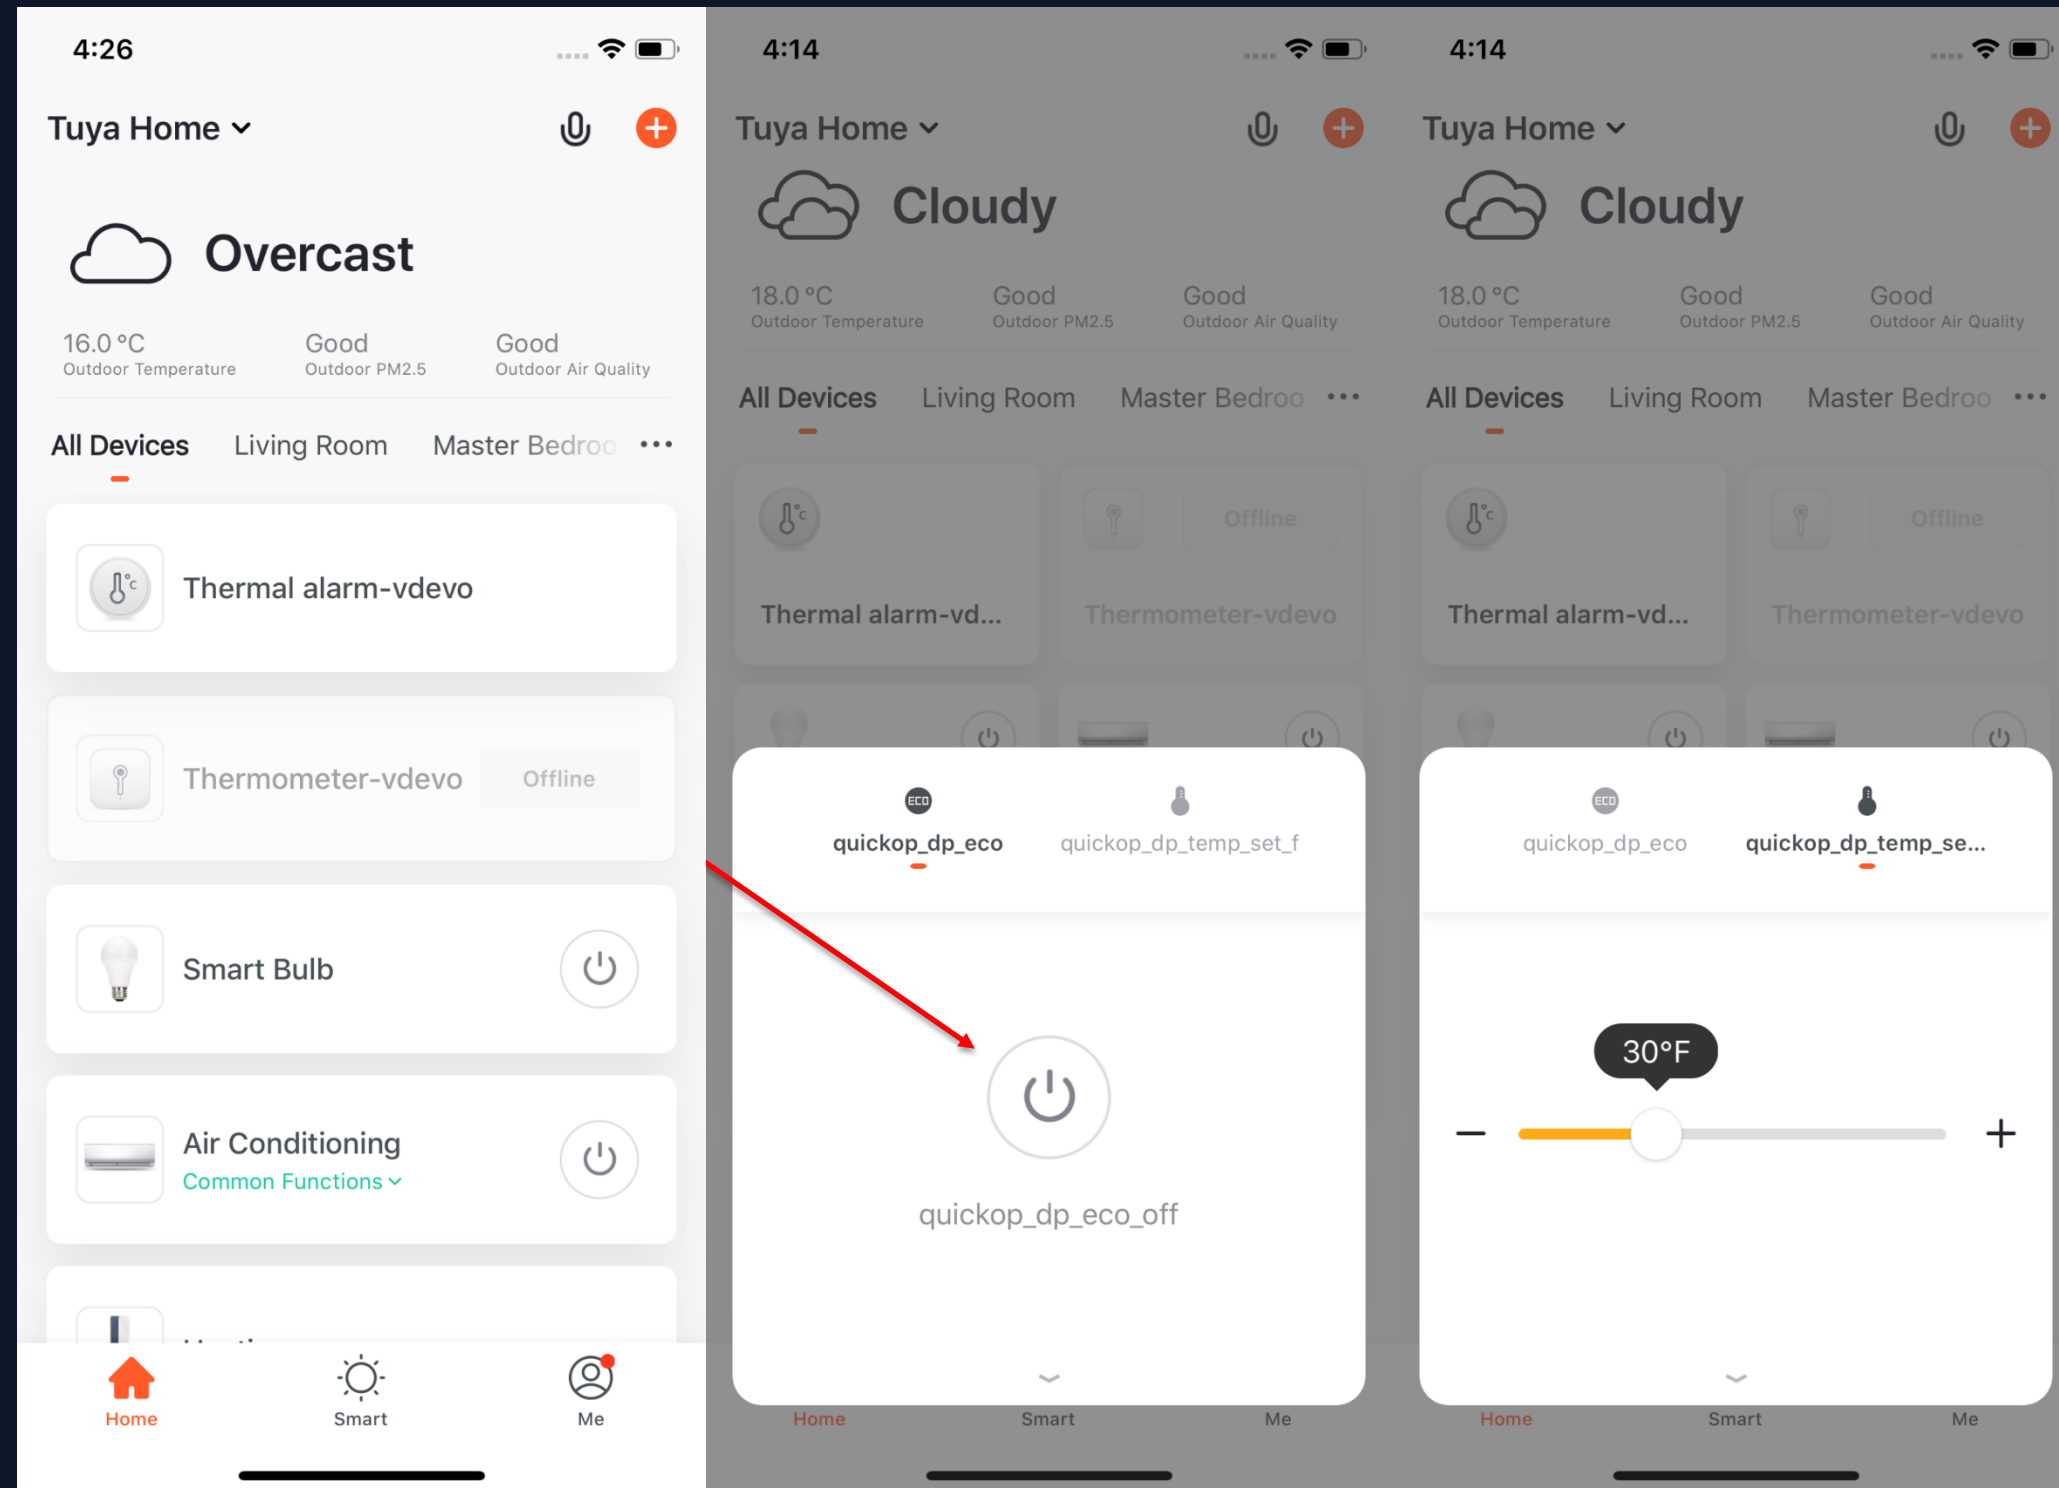 4:26
Tuya Home
Overcast
16.0 °C
Outdoor Temperature
Good
Outdoor PM2.5
Good
Outdoor Air Quality
All Devices
Living Room
Master Bedroo
°C
Thermal alarm-vdevo
Thermometer-vdevo
Offline
Smart Bulb
Air Conditioning
Common Functions
Home
Smart
Me
4:14
Tuya Home
Cloudy
18.0 °C
Outdoor Temperature
Good
Outdoor PM2.5
Good
Outdoor Air Quality
All Devices
Living Room
Master Bedroo
°C
Thermal alarm-vd...
Offline
Thermometer-vdevo
ECO
quickop_dp_eco
quickop_dp_temp_set_f
quickop_dp_eco_off
Home
Smart
Me
4:14
Tuya Home
Cloudy
18.0 °C
Outdoor Temperature
Good
Outdoor PM2.5
Good
Outdoor Air Quality
All Devices
Living Room
Master Bedroo
°C
Thermal alarm-vd...
Offline
Thermometer-vdevo
ECO
quickop_dp_eco
quickop_dp_temp_se...
30°F
Home
Smart
Me